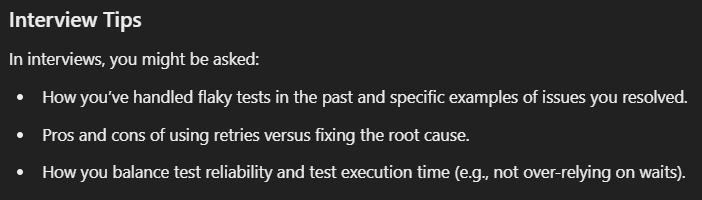 Interview Tips
In interviews, you might be asked:
• How you’ve handled flaky tests in the past and specific examples of issues you resolved.
• Pros and cons of using retries versus fixing the root cause.
• How you balance test reliability and test execution time (e.g., not over-relying on waits).